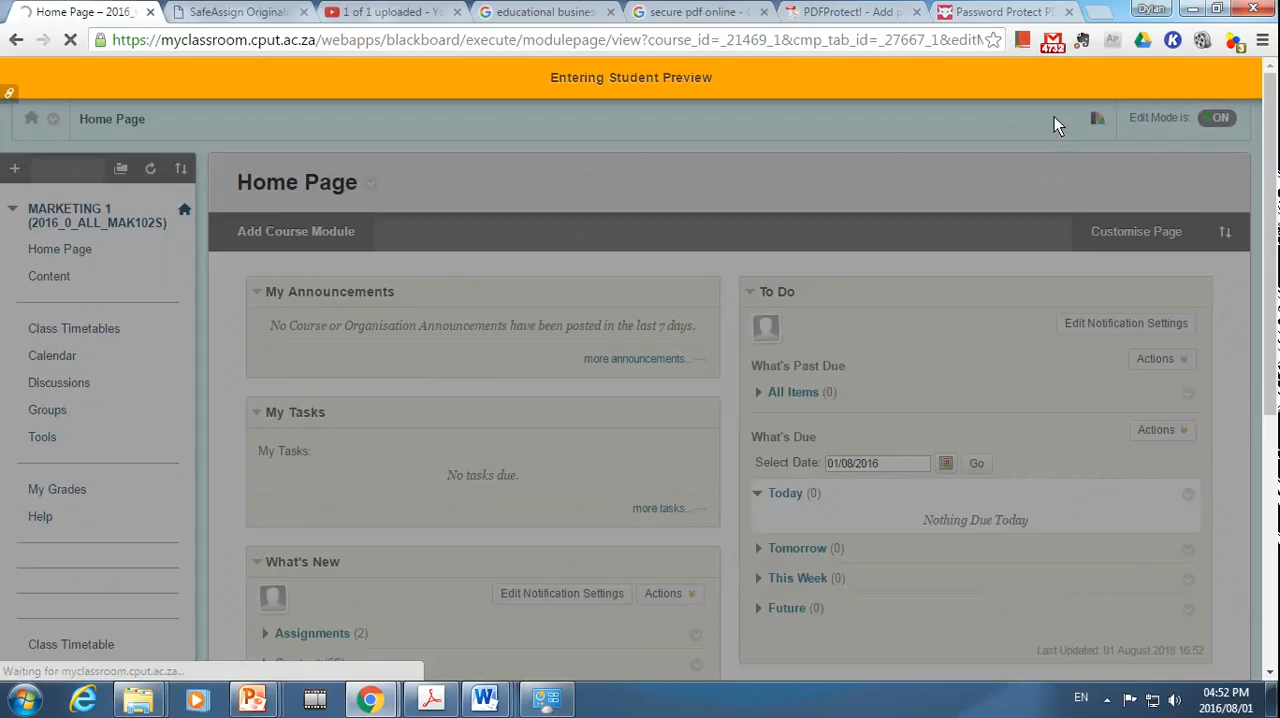 Home Page – 2016_
SafeAssign Original
1 of 1 uploaded - Yo
educational busines
secure pdf online - G
PDFProtect! - Add p
Password Protect PD
Dylan
https://myclassroom.cput.ac.za/webapps/blackboard/execute/modulepage/view?course_id=_21469_1&cmp_tab_id=_27667_1&editM
4732
Ap
3
Entering Student Preview
Home Page
Edit Mode is: ON
Home Page
MARKETING 1
(2016_0_ALL_MAK102S)
Home Page
Content
Class Timetables
Calendar
Discussions
Groups
Tools
My Grades
Help
Class Timetable
Add Course Module
Customise Page
My Announcements
No Course or Organisation Announcements have been posted in the last 7 days.
more announcements...
My Tasks
My Tasks:
No tasks due.
more tasks...
What's New
Edit Notification Settings
Actions
Assignments (2)
To Do
Edit Notification Settings
What's Past Due
Actions
All Items (0)
What's Due
Actions
Select Date: 01/08/2016 Go
Today (0)
Nothing Due Today
Tomorrow (0)
This Week (0)
Future (0)
Last Updated: 01 August 2016 16:52
Waiting for myclassroom.cput.ac.za...
EN
04:52 PM
2016/08/01